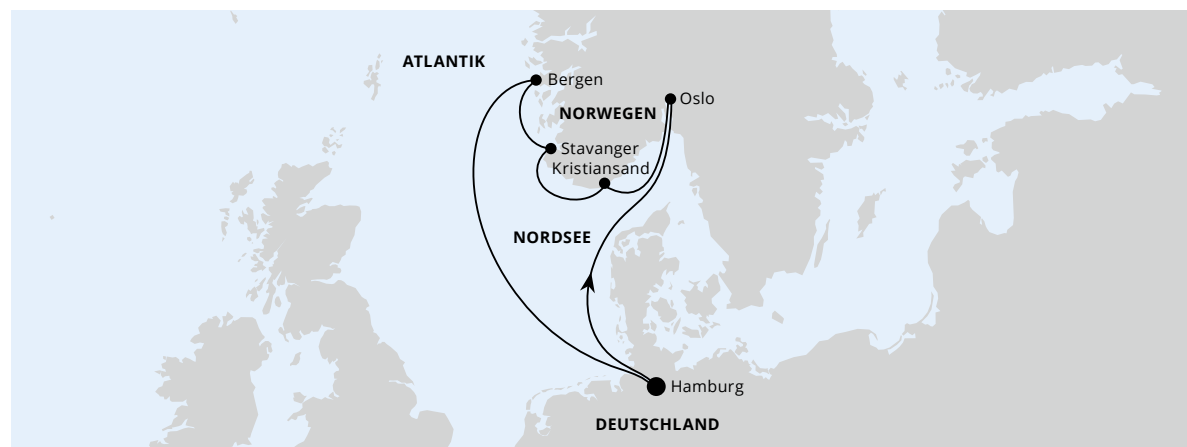 ATLANTIK
Bergen
Oslo
NORWEGEN
Stavanger
Kristiansand
NORDSEE
Hamburg
DEUTSCHLAND